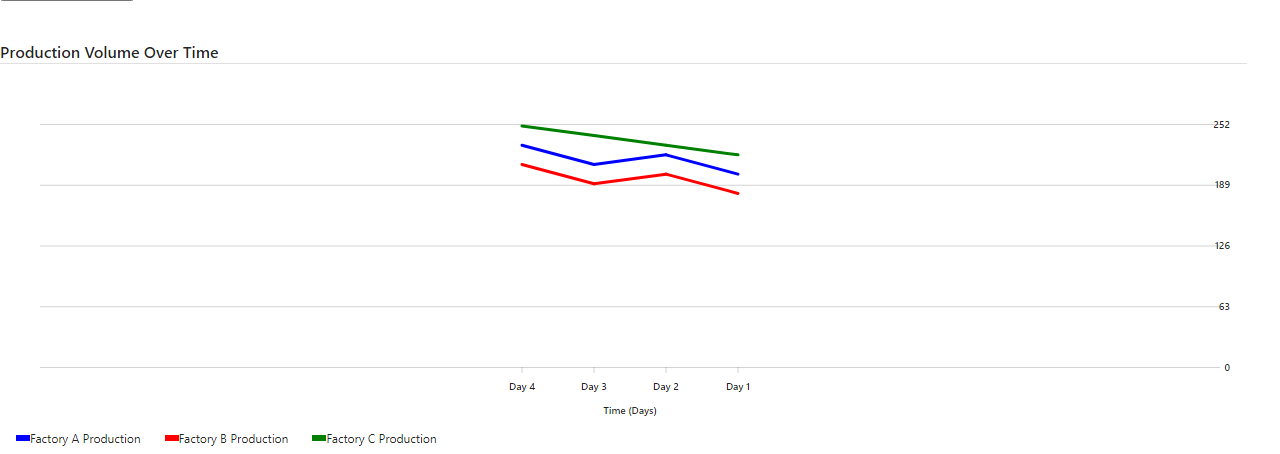 Production Volume Over Time
252
189
126
63
0
Day 4 Day 3 Day 2 Day 1
Time (Days)
Factory A Production Factory B Production Factory C Production